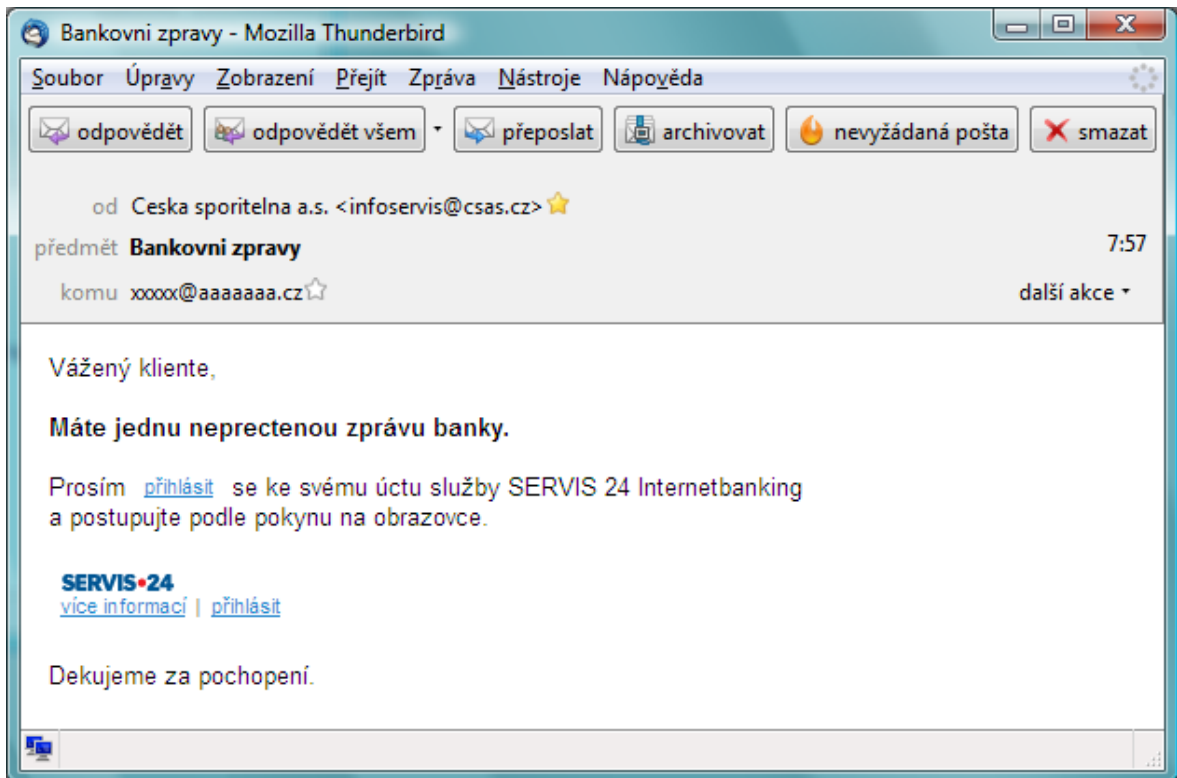 Bankovni zpravy - Mozilla Thunderbird
Soubor Úpravy Zobrazení Přejít Zpráva Nástroje Nápověda
odpovědět odpovědět všem přeposlat archivovat nevyžádaná pošta smazat
od Ceska sporitelna a.s. <infoservis@csas.cz>
předmět Bankovni zpravy 7:57
komu xxxxx@aaaaaaa.cz další akce
Vážený kliente,
Máte jednu neprectenou zprávu banky.
Prosím přihlásit se ke svému úctu služby SERVIS 24 Internetbanking
a postupujte podle pokynu na obrazovce.
SERVIS•24
více informací | přihlásit
Dekujeme za pochopení.